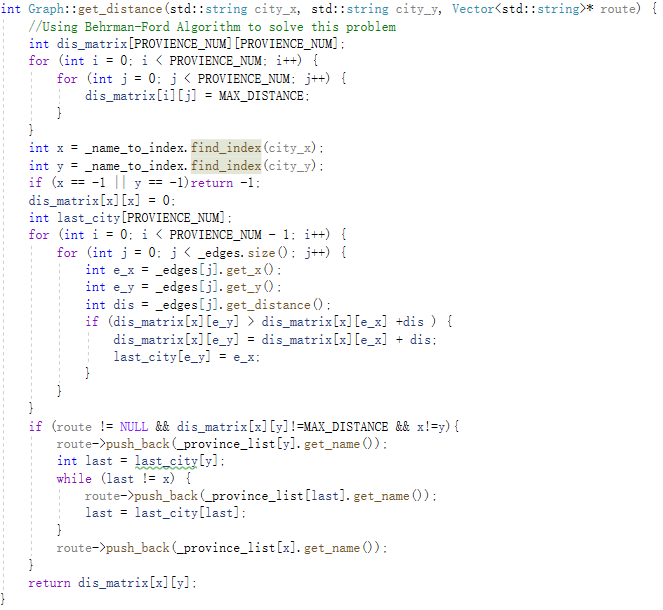 int Graph::get_distance(std::string city_x, std::string city_y, Vector<std::string>* route) {
    //Using Behrman-Ford Algorithm to solve this problem
    int dis_matrix[PROVIENCE_NUM][PROVIENCE_NUM];
    for (int i = 0; i < PROVIENCE_NUM; i++) {
        for (int j = 0; j < PROVIENCE_NUM; j++) {
            dis_matrix[i][j] = MAX_DISTANCE;
        }
    }
    int x = _name_to_index.find_index(city_x);
    int y = _name_to_index.find_index(city_y);
    if (x == -1 || y == -1)return -1;
    dis_matrix[x][x] = 0;
    int last_city[PROVIENCE_NUM];
    for (int i = 0; i < PROVIENCE_NUM - 1; i++) {
        for (int j = 0; j < _edges.size(); j++) {
            int e_x = _edges[j].get_x();
            int e_y = _edges[j].get_y();
            int dis = _edges[j].get_distance();
            if (dis_matrix[x][e_y] > dis_matrix[x][e_x] +dis ) {
                dis_matrix[x][e_y] = dis_matrix[x][e_x] + dis;
                last_city[e_y] = e_x;
            }
        }
    }
    if (route != NULL && dis_matrix[x][y]!=MAX_DISTANCE && x!=y){
        route->push_back(_province_list[y].get_name());
        int last = last_city[y];
        while (last != x) {
            route->push_back(_province_list[last].get_name());
            last = last_city[last];
        }
        route->push_back(_province_list[x].get_name());
    }
    return dis_matrix[x][y];
}